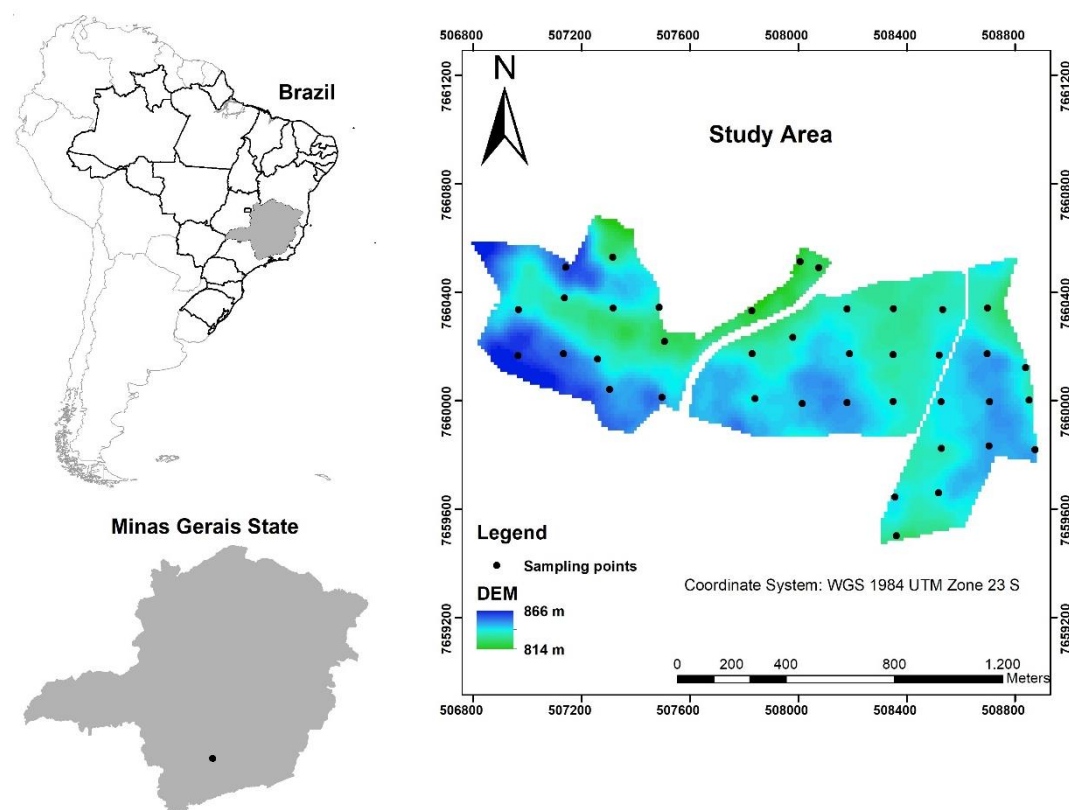 Brazil
Minas Gerais State
506800 507200 507600 508000 508400 508800
N
Study Area
7661200
7660800
7660400
7660000
7659600
7659200
7661200
7660800
7660400
7660000
7659600
7659200
Legend
Sampling points
DEM
866 m
814 m
Coordinate System: WGS 1984 UTM Zone 23 S
0 200 400 800 1.200
Meters
506800 507200 507600 508000 508400 508800